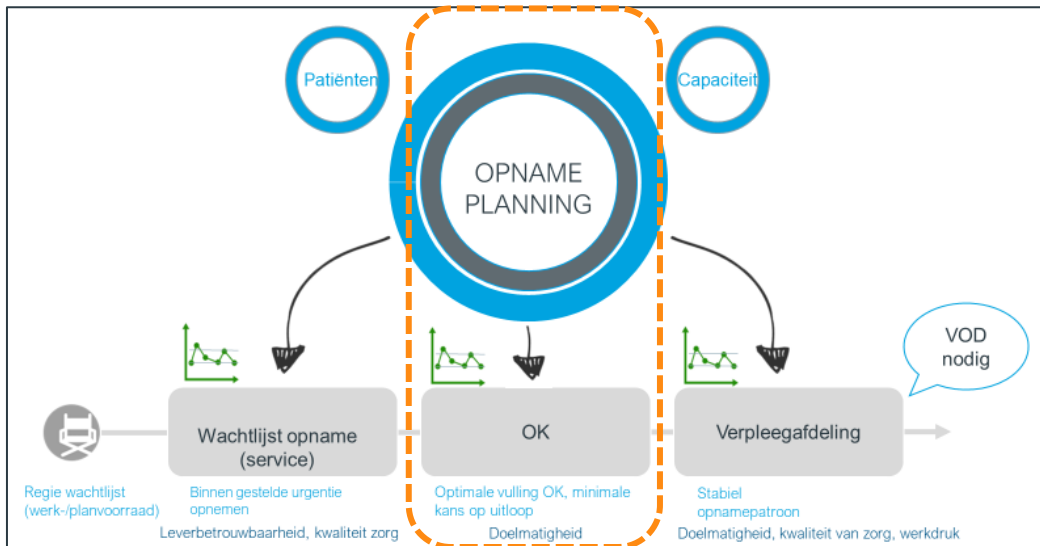 Patiënten
Capaciteit
OPNAME
PLANNING
VOD
nodig
Wachtlijst opname
(service)
OK
Verpleegafdeling
Regie wachtlijst
(werk-/planvoorraad)
Binnen gestelde urgentie
opnemen
Optimale vulling OK, minimale
kans op uitloop
Stabiel
opnamepatroon
Leverbetrouwbaarheid, kwaliteit zorg
Doelmatigheid
Doelmatigheid, kwaliteit van zorg, werkdruk